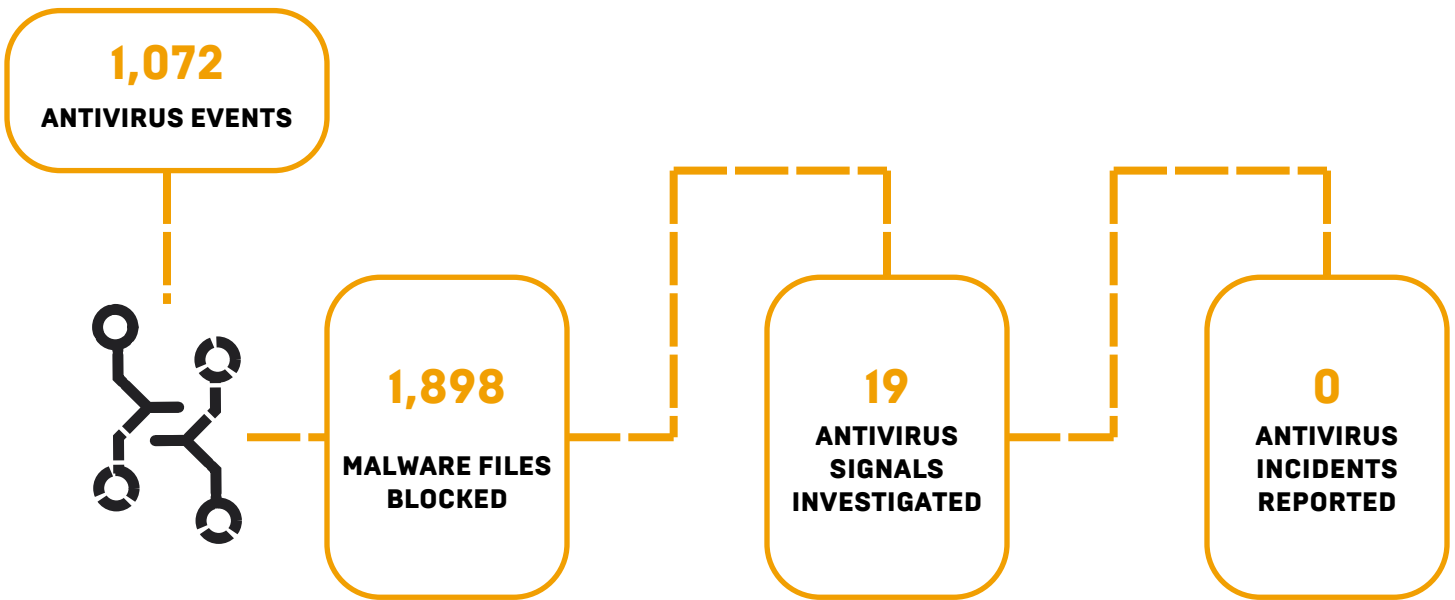 1,072
ANTIVIRUS EVENTS
1,898
MALWARE FILES
BLOCKED
19
ANTIVIRUS
SIGNALS
INVESTIGATED
0
ANTIVIRUS
INCIDENTS
REPORTED